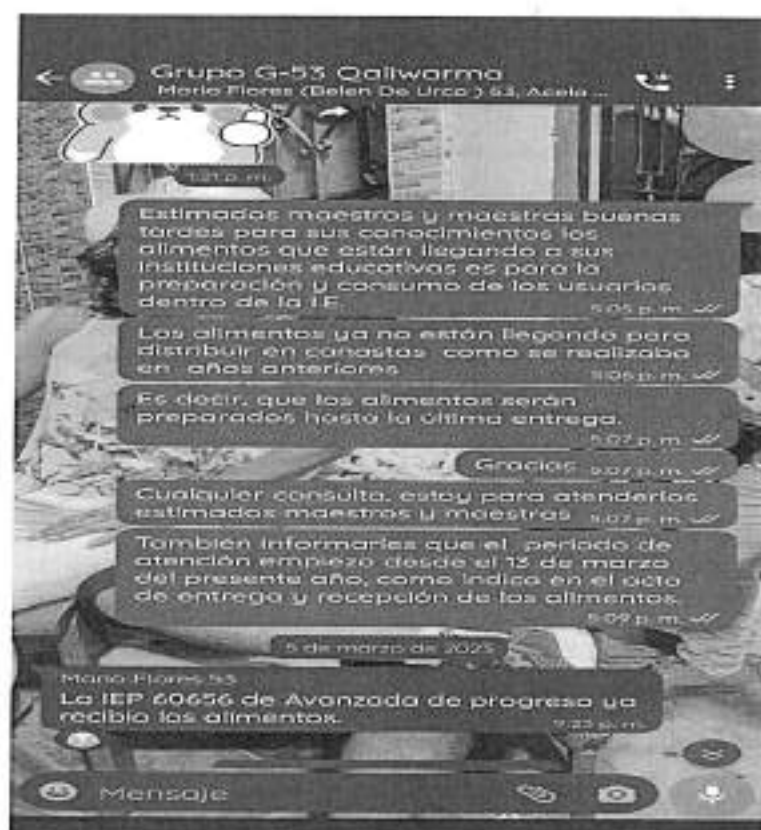 Grupo G-53 Qaliwarma
Mario Flores (Belen De Urco ) 53, Acela ...
1:21 p. m.
Estimados maestros y maestras buenas
tardes para sus conocimientos los
alimentos que están llegando a sus
instituciones educativas es para la
preparación y consumo de los usuarios
dentro de la I.E.
5:05 p. m.
Los alimentos ya no están llegando para
distribuir en canastas como se realizaba
en años anteriores
5:06 p. m.
Es decir, que los alimentos serán
preparados hasta la última entrega.
5:07 p. m.
Gracias 5:07 p. m.
Cualquier consulta, estoy para atenderlos
estimados maestros y maestras 5:07 p. m.
También informarles que el periodo de
atención empieza desde el 13 de marzo
del presente año, como indica en el acta
de entrega y recepción de los alimentos.
5:09 p. m.
5 de marzo de 2023
Mario Flores 53
La IEP 60656 de Avanzada de progreso ya
recibio los alimentos.
9:23 p. m.
Mensaje